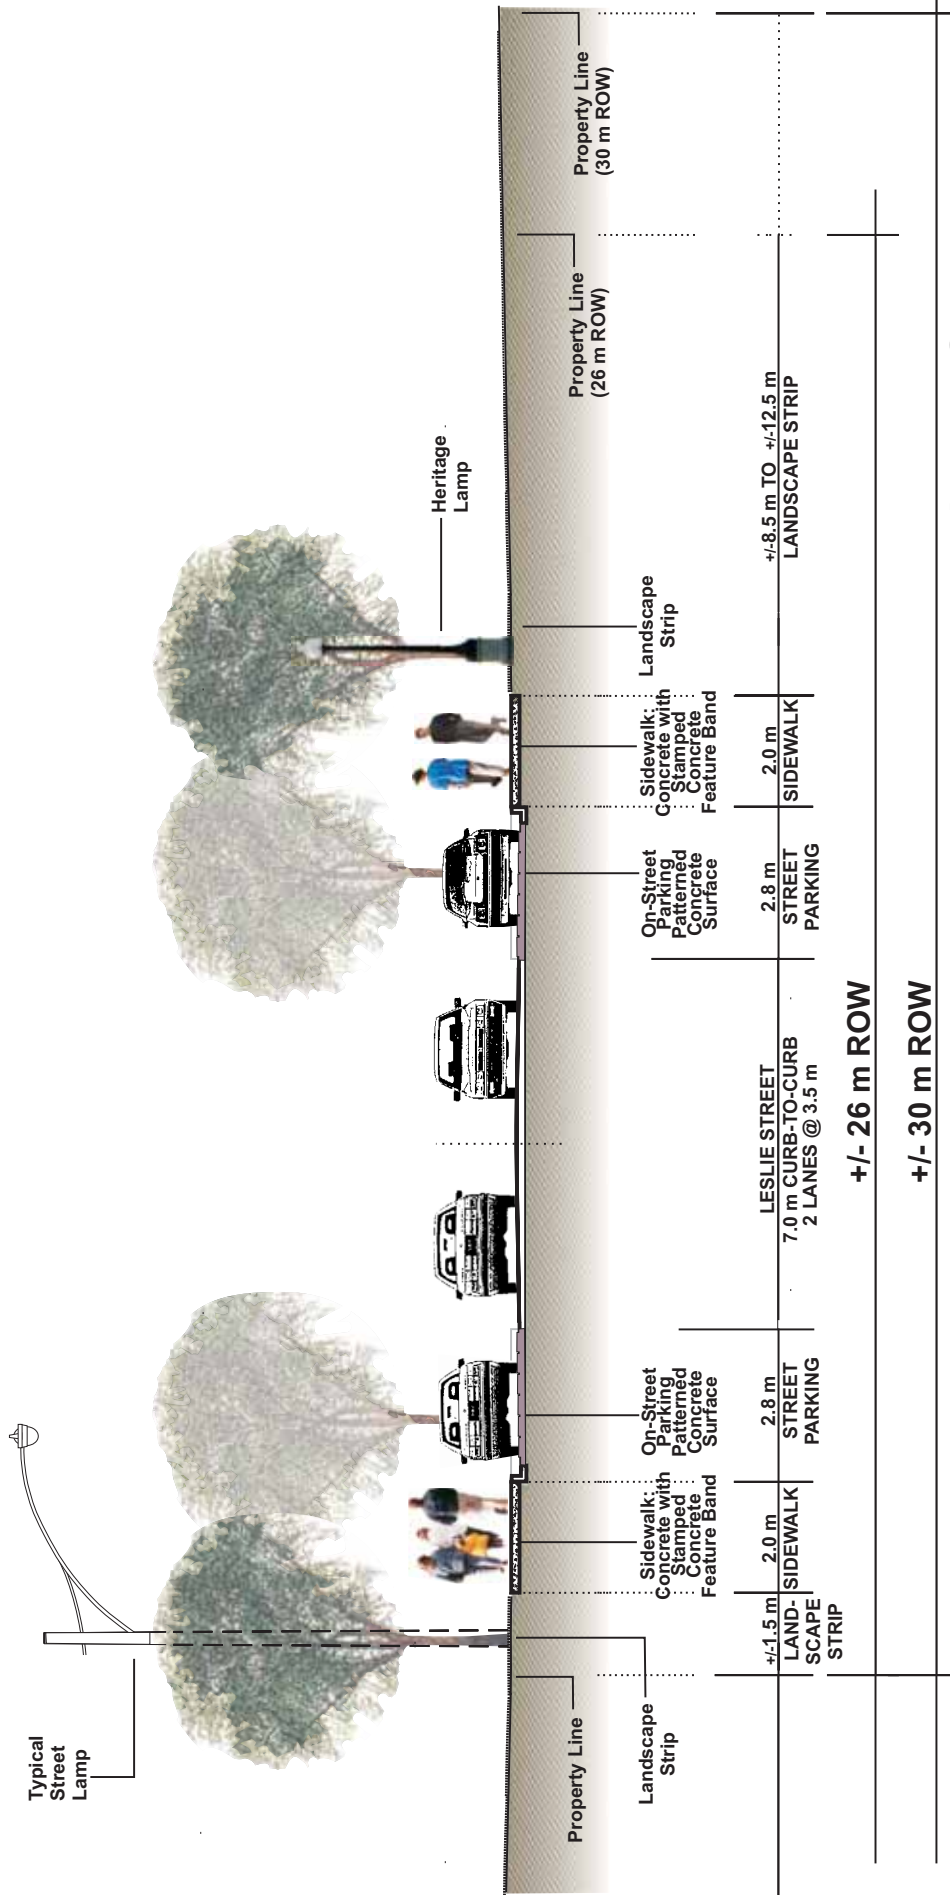 Typical
Street
Lamp
Heritage
Lamp
Property Line
Landscape
Strip
Sidewalk:
Concrete with
Stamped
Concrete
Feature Band
On-Street
Parking
Patterned
Concrete
Surface
On-Street
Parking
Patterned
Concrete
Surface
Sidewalk:
Concrete with
Stamped
Concrete
Feature Band
Landscape
Strip
Property Line
(26 m ROW)
Property Line
(30 m ROW)
+/-1.5 m
LAND-
SCAPE
STRIP
2.0 m
SIDEWALK
2.8 m
STREET
PARKING
LESLIE STREET
7.0 m CURB-TO-CURB
2 LANES @ 3.5 m
2.8 m
STREET
PARKING
2.0 m
SIDEWALK
+/-8.5 m TO +/-12.5 m
LANDSCAPE STRIP
+/- 26 m ROW
+/- 30 m ROW